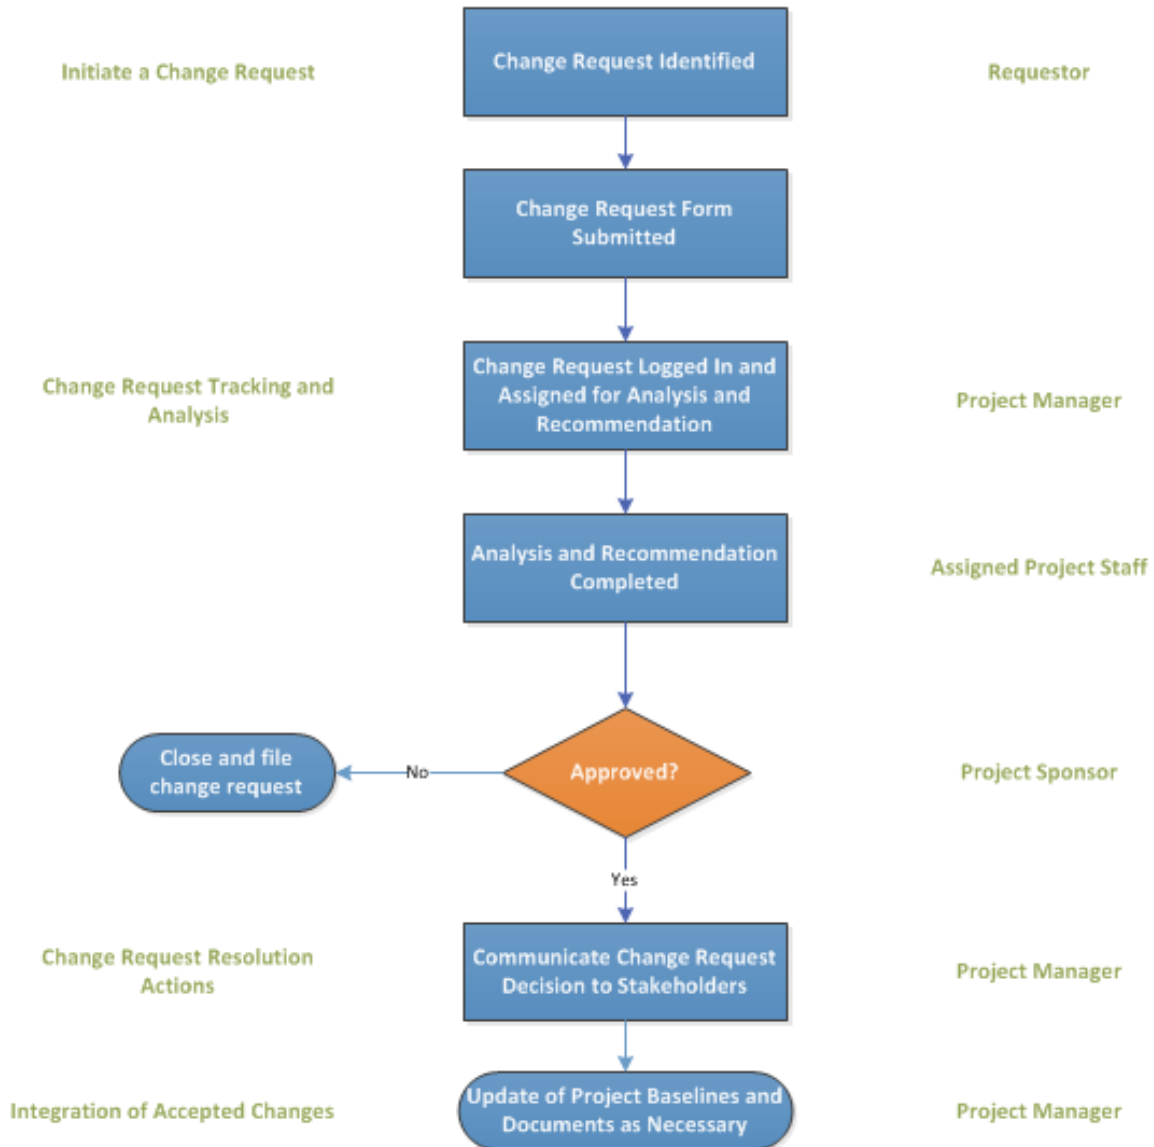 Initiate a Change Request
Change Request Identified
Requestor
Change Request Form
Submitted
Change Request Tracking and
Analysis
Change Request Logged In and
Assigned for Analysis and
Recommendation
Project Manager
Analysis and Recommendation
Completed
Assigned Project Staff
Close and file
change request
No
Approved?
Project Sponsor
Yes
Change Request Resolution
Actions
Communicate Change Request
Decision to Stakeholders
Project Manager
Integration of Accepted Changes
Update of Project Baselines and
Documents as Necessary
Project Manager